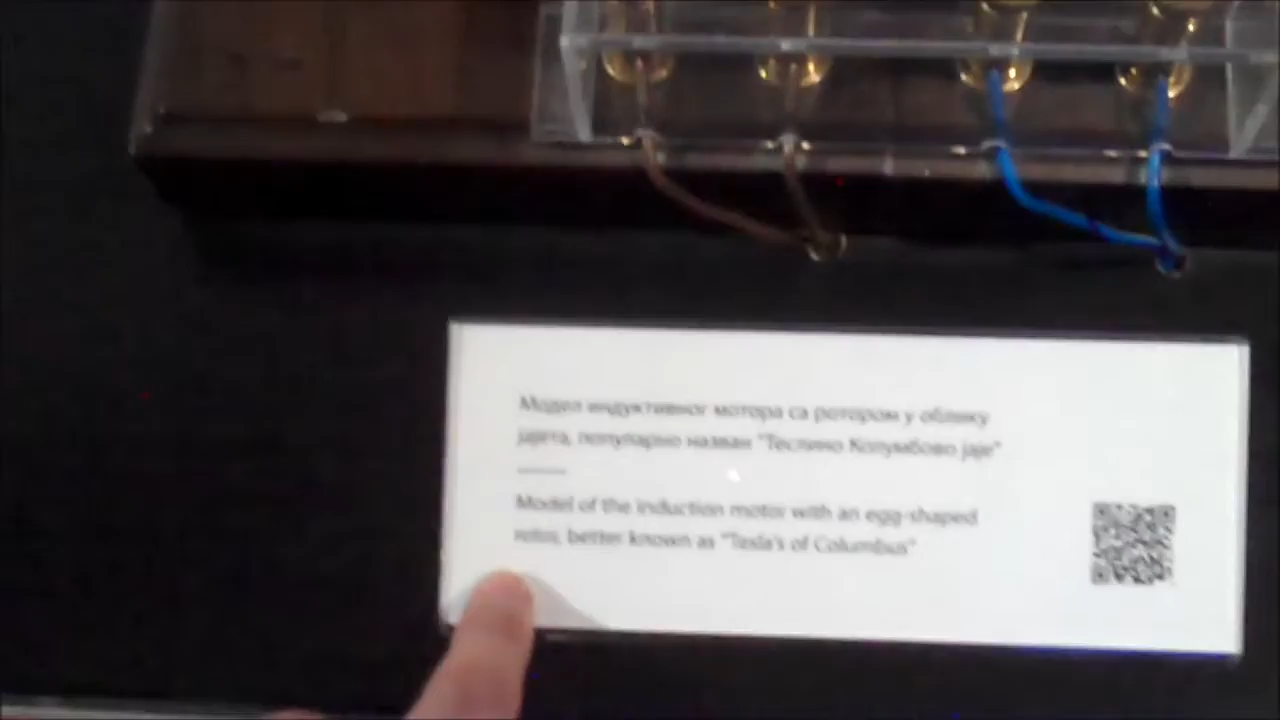 Модел индуктивног мотора са ротором у облику
јајета, популарно назван "Теслино Колумбово јаје"
Model of the induction motor with an egg-shaped
rotor, better known as "Tesla's of Columbus"